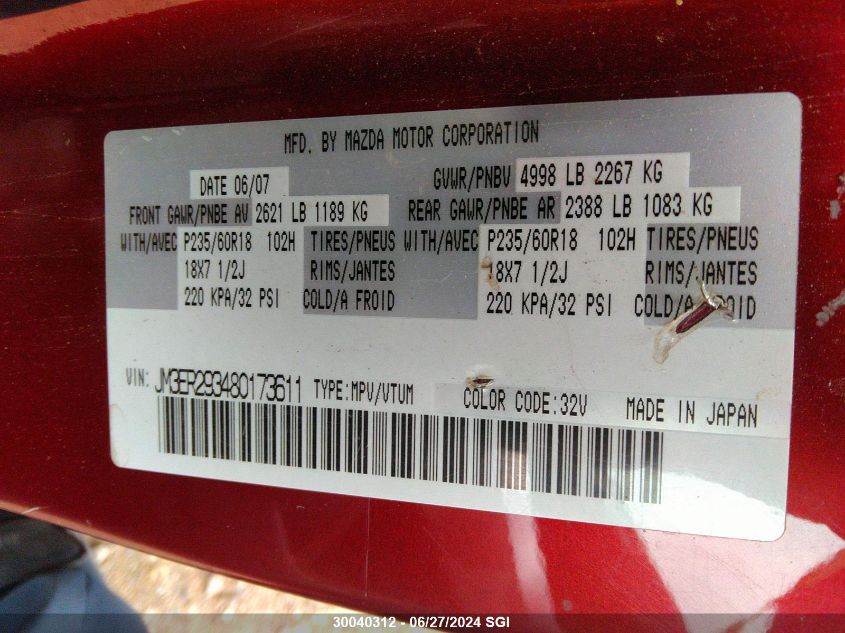 MFD. BY MAZDA MOTOR CORPORATION
DATE 06/07 GVWR/PNBV 4998 LB 2267 KG
FRONT GAWR/PNBE AV 2621 LB 1189 KG REAR GAWR/PNBE AR 2388 LB 1083 KG
WITH/AVEC P235/60R18 102H TIRES/PNEUS WITH/AVEC P235/60R18 102H TIRES/PNEUS
18X7 1/2J RIMS/JANTES 18X7 1/2J RIMS/JANTES
220 KPA/32 PSI COLD/A FROID 220 KPA/32 PSI COLD/A FROID
VIN: JM3ER293480173611 TYPE:MPV/VTUM COLOR CODE:32V MADE IN JAPAN
30040312 - 06/27/2024 SGI